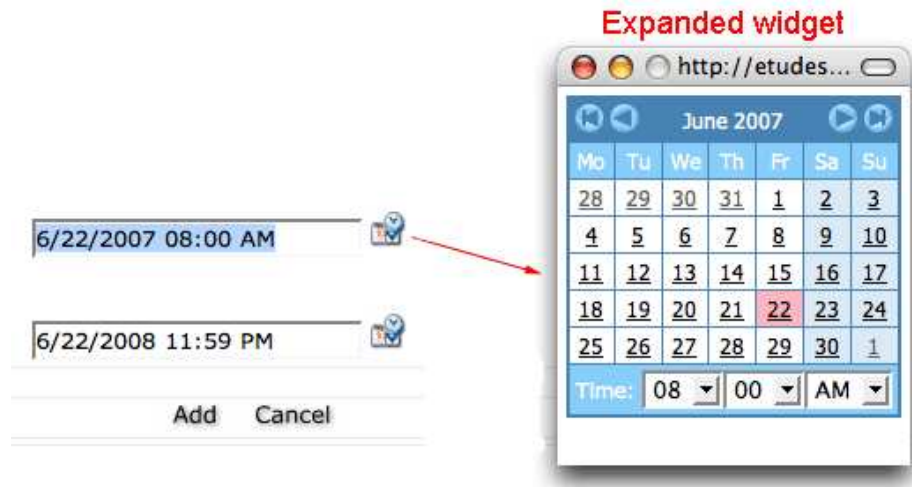 Expanded widget
http://etudes...
June 2007
Mo Tu We Th Fr Sa Su
28 29 30 31 1 2 3
4 5 6 7 8 9 10
11 12 13 14 15 16 17
18 19 20 21 22 23 24
25 26 27 28 29 30 1
Time: 08 00 AM
6/22/2007 08:00 AM
6/22/2008 11:59 PM
Add Cancel